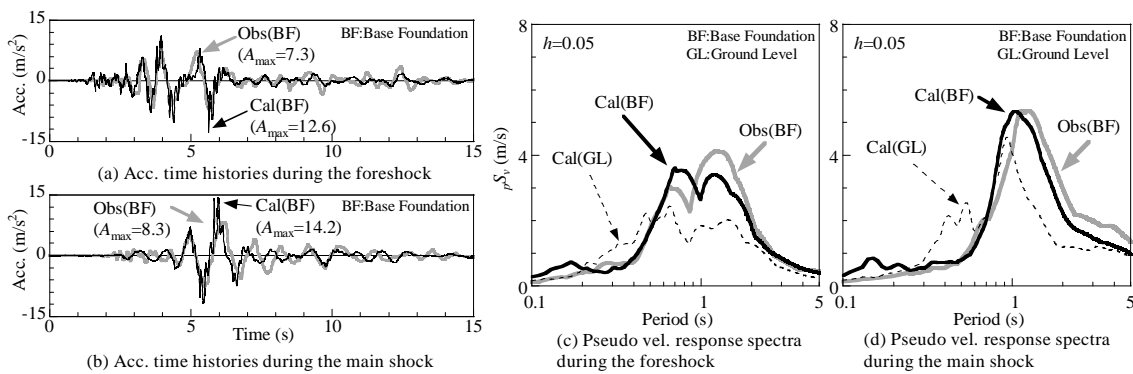 15
0
-15
Acc. (m/s²)
Obs(BF)
(Amax=7.3)
BF:Base Foundation
Cal(BF)
(Amax=12.6)
0 5 10 15
(a) Acc. time histories during the foreshock
15
0
-15
Acc. (m/s²)
Obs(BF)
(Amax=8.3)
Cal(BF)
(Amax=14.2)
BF:Base Foundation
0 5 10 15
Time (s)
(b) Acc. time histories during the main shock
8
4
0
pSv (m/s)
h=0.05
BF:Base Foundation
GL:Ground Level
Cal(BF)
Obs(BF)
Cal(GL)
0.1 1 5
Period (s)
(c) Pseudo vel. response spectra
during the foreshock
8
4
0
h=0.05
BF:Base Foundation
GL:Ground Level
Cal(BF)
Obs(BF)
Cal(GL)
0.1 1 5
Period (s)
(d) Pseudo vel. response spectra
during the main shock